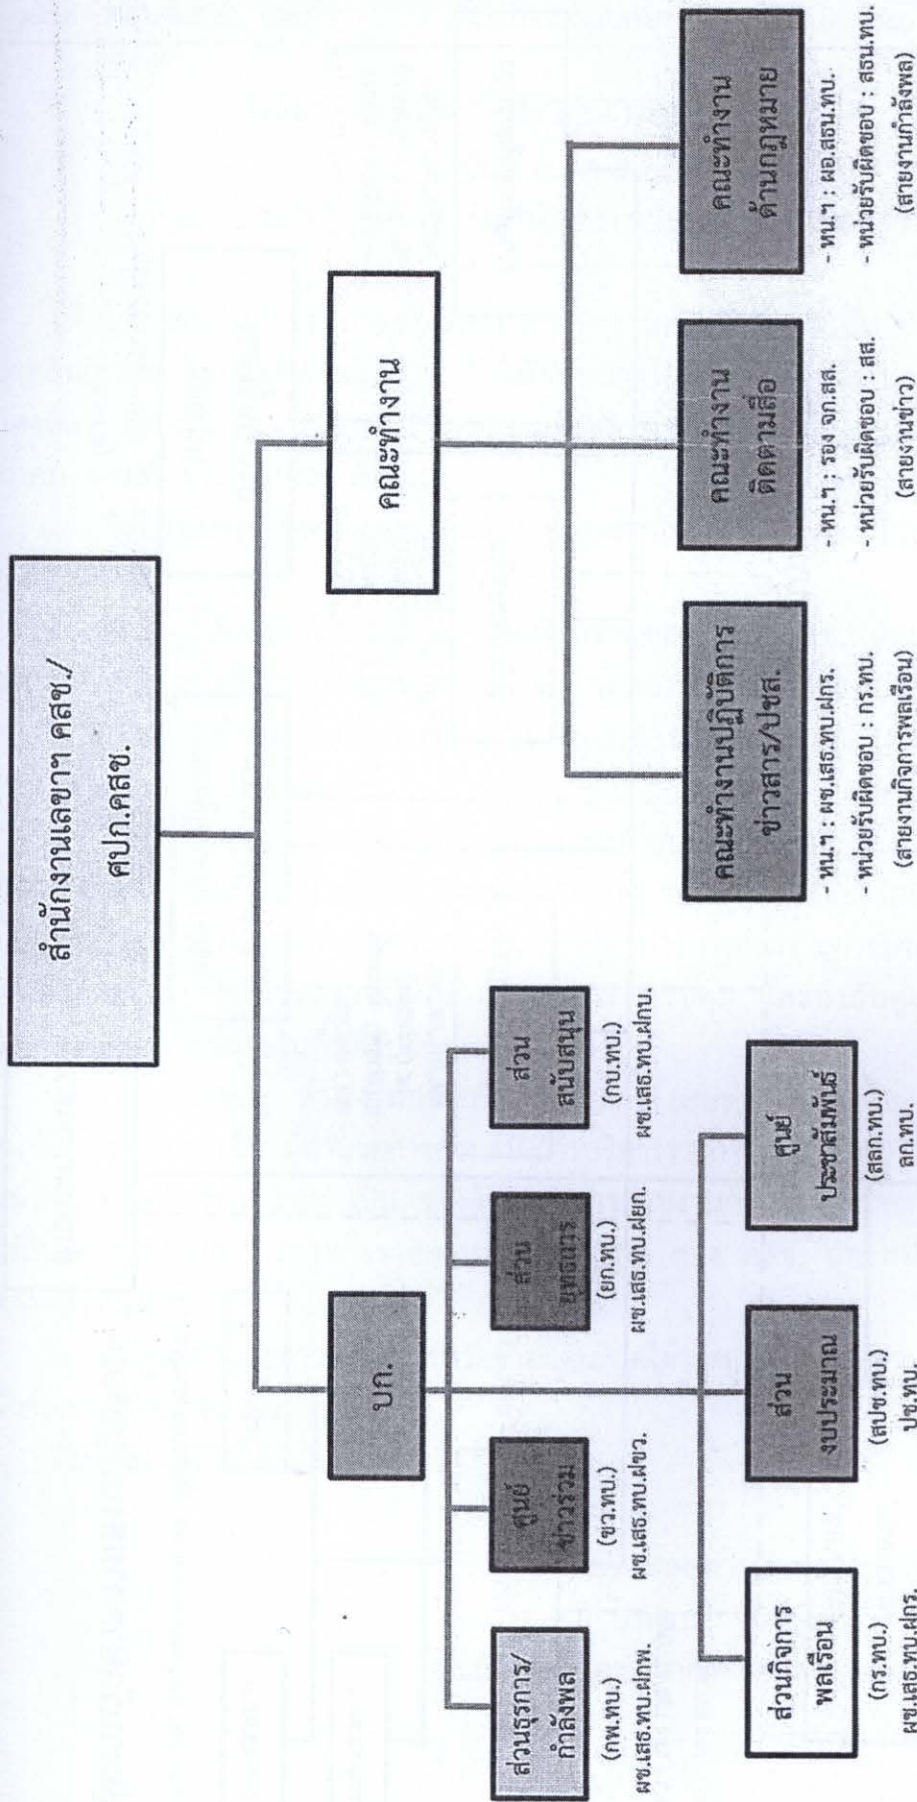 สำนักงานเลขาฯ คสช./
ศปก.คสช.
บก.
คณะทำงาน
ส่วนธุรการ/
กำลังพล
(กพ.ทบ.)
ผช.เสธ.ทบ.ฝกพ.
ศูนย์
ข่าวร่วม
(ขว.ทบ.)
ผช.เสธ.ทบ.ฝขว.
ส่วน
ยุทธการ
(ยก.ทบ.)
ผช.เสธ.ทบ.ฝยก.
ส่วน
สนับสนุน
(กบ.ทบ.)
ผช.เสธ.ทบ.ฝกบ.
ส่วนกิจการ
พลเรือน
(กร.ทบ.)
ผช.เสธ.ทบ.ฝกร.
ส่วน
งบประมาณ
(สปช.ทบ.)
ปช.ทบ.
ศูนย์
ประชาสัมพันธ์
(สลก.ทบ.)
ลก.ทบ.
คณะทำงานปฏิบัติการ
ข่าวสาร/ปชส.
- หน.ฯ : ผช.เสธ.ทบ.ฝกร.
- หน่วยรับผิดชอบ : กร.ทบ.
(สายงานกิจการพลเรือน)
คณะทำงาน
ติดตามสื่อ
- หน.ฯ : รอง จก.สส.
- หน่วยรับผิดชอบ : สส.
(สายงานข่าว)
คณะทำงาน
ด้านกฎหมาย
- หน.ฯ : ผอ.สธน.ทบ.
- หน่วยรับผิดชอบ : สธน.ทบ.
(สายงานกำลังพล)